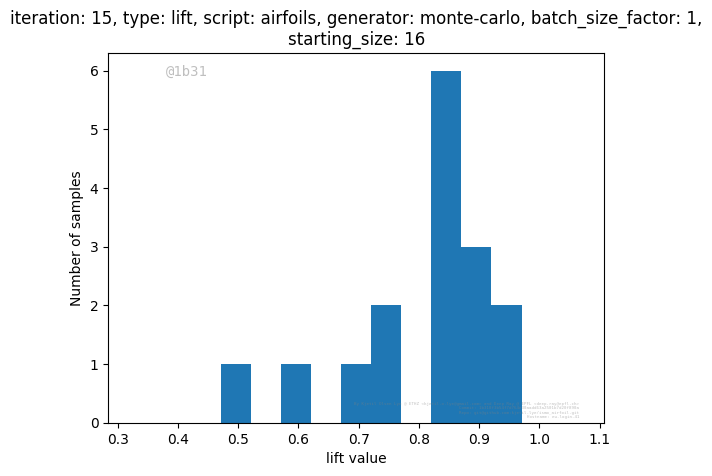 iteration: 15, type: lift, script: airfoils, generator: monte-carlo, batch_size_factor: 1,
starting_size: 16
@1b31
6
5
4
3
2
1
0
Number of samples
0.3 0.4 0.5 0.6 0.7 0.8 0.9 1.0 1.1
lift value